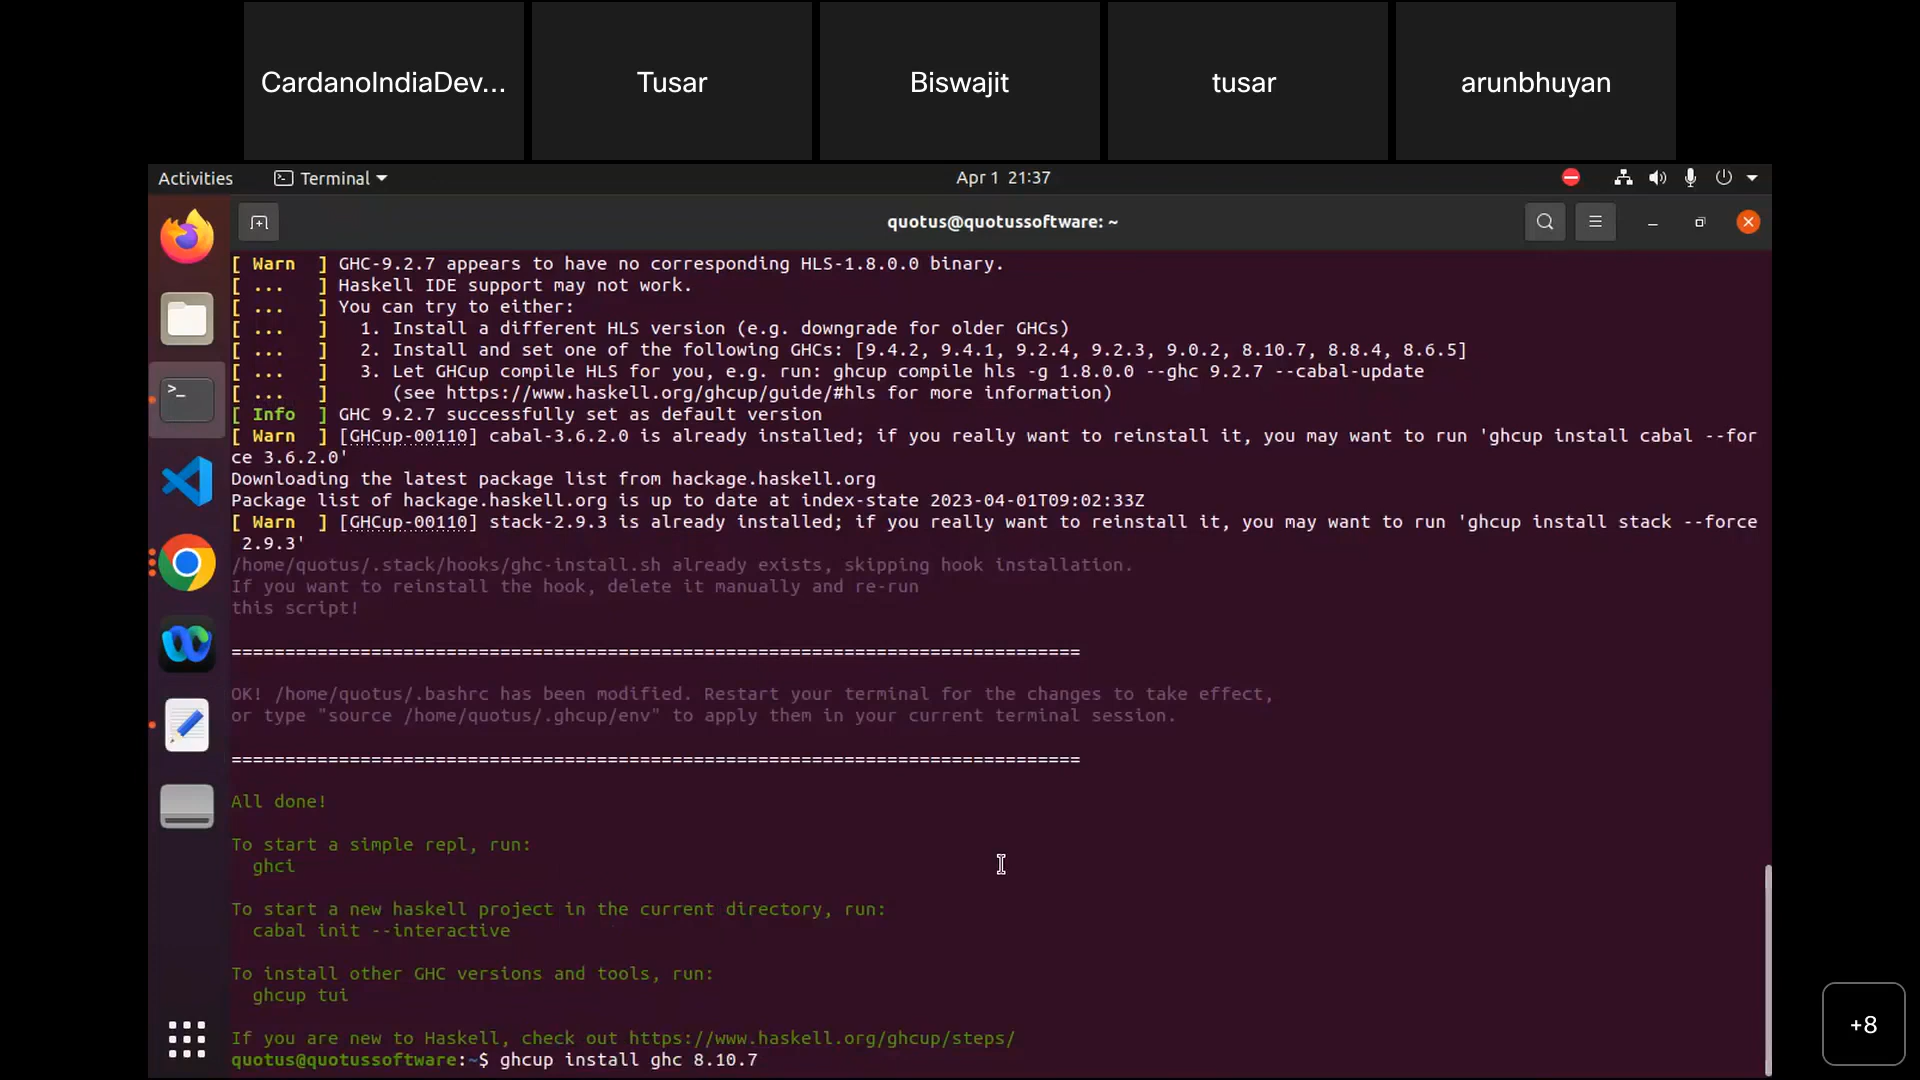 CardanoIndiaDev... Tusar Biswajit tusar arunbhuyan
Activities Terminal Apr 1 21:37
quotus@quotussoftware: ~
[ Warn  ] GHC-9.2.7 appears to have no corresponding HLS-1.8.0.0 binary.
[ ...   ] Haskell IDE support may not work.
[ ...   ] You can try to either:
[ ...   ]   1. Install a different HLS version (e.g. downgrade for older GHCs)
[ ...   ]   2. Install and set one of the following GHCs: [9.4.2, 9.4.1, 9.2.4, 9.2.3, 9.0.2, 8.10.7, 8.8.4, 8.6.5]
[ ...   ]   3. Let GHCup compile HLS for you, e.g. run: ghcup compile hls -g 1.8.0.0 --ghc 9.2.7 --cabal-update
[ ...   ]      (see https://www.haskell.org/ghcup/guide/#hls for more information)
[ Info  ] GHC 9.2.7 successfully set as default version
[ Warn  ] [GHCup-00110] cabal-3.6.2.0 is already installed; if you really want to reinstall it, you may want to run 'ghcup install cabal --for
ce 3.6.2.0'
Downloading the latest package list from hackage.haskell.org
Package list of hackage.haskell.org is up to date at index-state 2023-04-01T09:02:33Z
[ Warn  ] [GHCup-00110] stack-2.9.3 is already installed; if you really want to reinstall it, you may want to run 'ghcup install stack --force
 2.9.3'
/home/quotus/.stack/hooks/ghc-install.sh already exists, skipping hook installation.
If you want to reinstall the hook, delete it manually and re-run
this script!
===============================================================================
OK! /home/quotus/.bashrc has been modified. Restart your terminal for the changes to take effect,
or type "source /home/quotus/.ghcup/env" to apply them in your current terminal session.
===============================================================================
All done!
To start a simple repl, run:
  ghci
To start a new haskell project in the current directory, run:
  cabal init --interactive
To install other GHC versions and tools, run:
  ghcup tui
If you are new to Haskell, check out https://www.haskell.org/ghcup/steps/
quotus@quotussoftware:~$ ghcup install ghc 8.10.7
+8